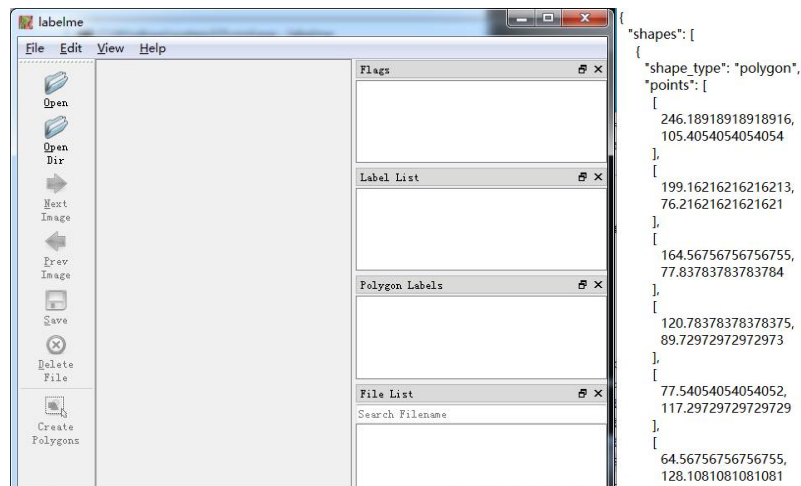 labelme
File Edit View Help
Open
Open
Dir
Next
Image
Prev
Image
Save
Delete
File
Create
Polygons
Flags
Label List
Polygon Labels
File List
Search Filename
{
"shapes": [
{
"shape_type": "polygon",
"points": [
[
246.18918918918916,
105.4054054054054
],
[
199.16216216216213,
76.21621621621621
],
[
164.56756756756755,
77.83783783783784
],
[
120.78378378378375,
89.72972972972973
],
[
77.54054054054052,
117.29729729729729
],
[
64.56756756756755,
128.1081081081081